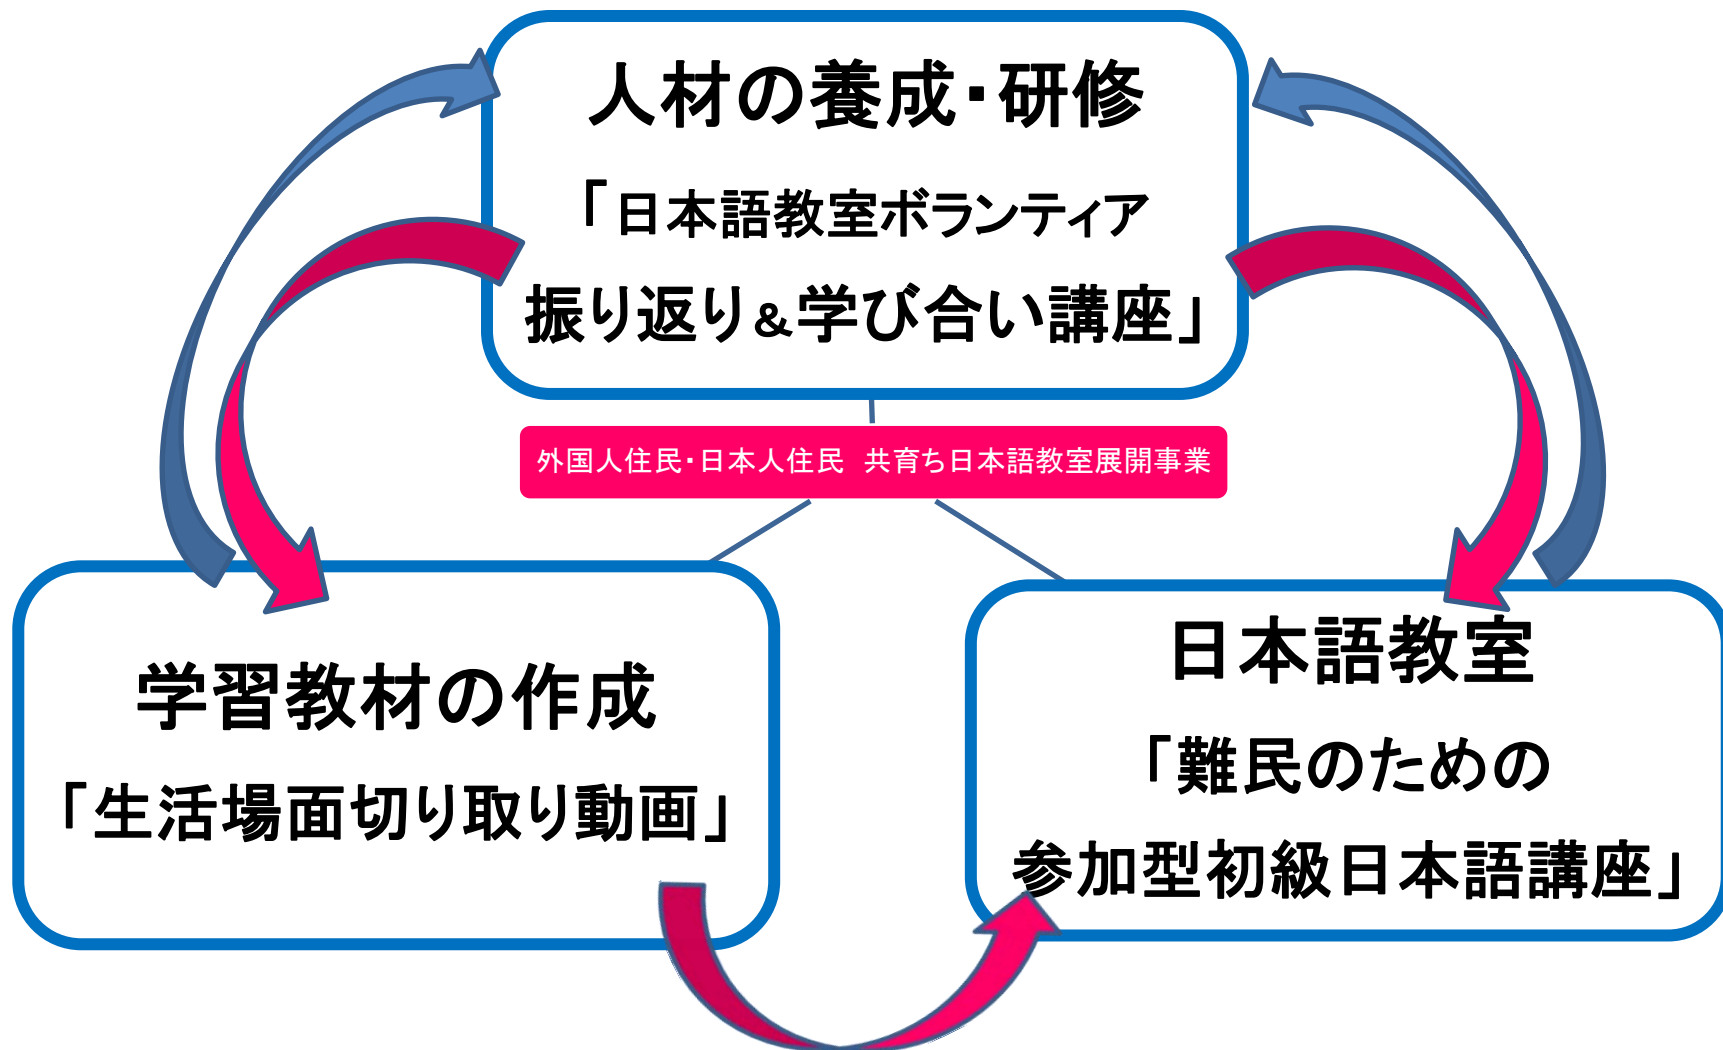 人材の養成・研修
「日本語教室ボランティア
振り返り&学び合い講座」
外国人住民・日本人住民 共育ち日本語教室展開事業
学習教材の作成
「生活場面切り取り動画」
日本語教室
「難民のための
参加型初級日本語講座」